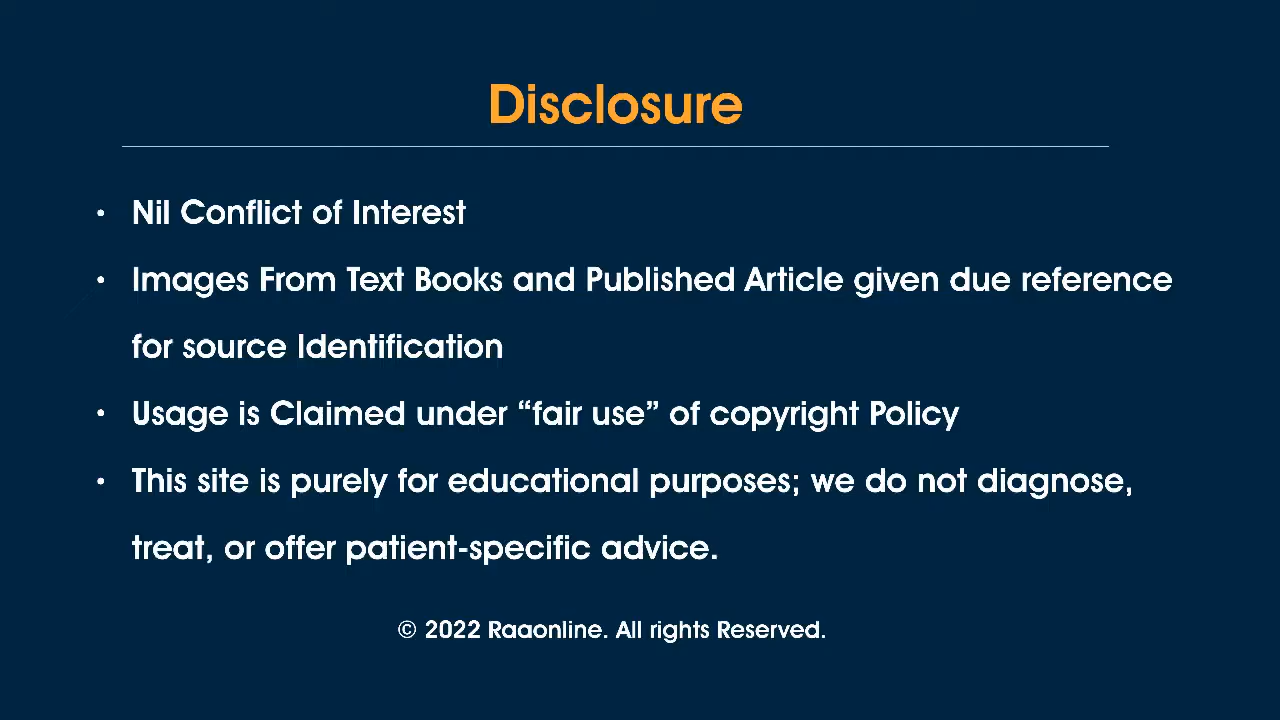 Disclosure
• Nil Conflict of Interest
• Images From Text Books and Published Article given due reference
for source Identification
• Usage is Claimed under “fair use” of copyright Policy
• This site is purely for educational purposes; we do not diagnose,
treat, or offer patient-specific advice.
© 2022 Raaonline. All rights Reserved.